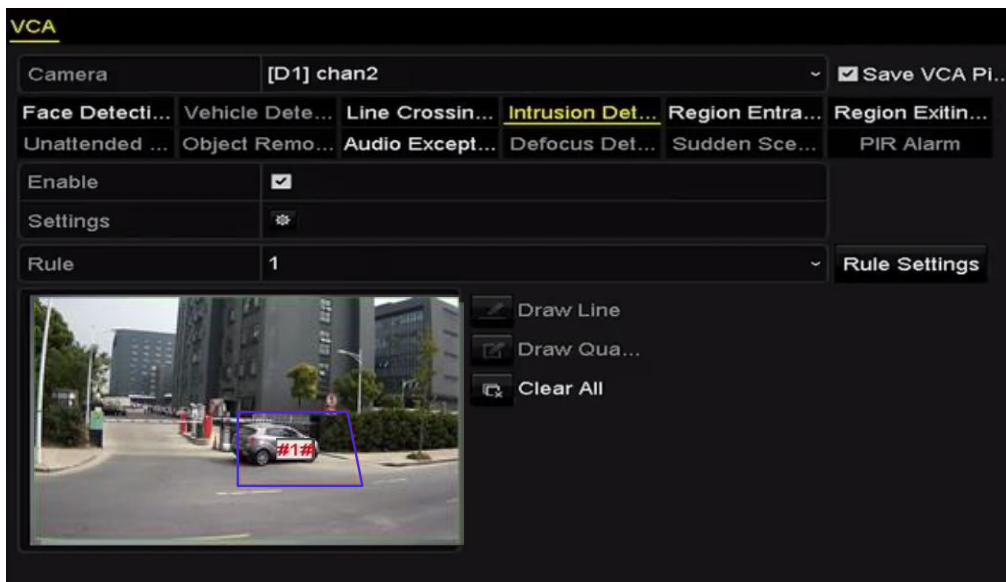 VCA
Camera [D1] chan2 Save VCA Pi...
Face Detecti... Vehicle Dete... Line Crossin... Intrusion Det... Region Entra... Region Exitin...
Unattended ... Object Remo... Audio Except... Defocus Det... Sudden Sce... PIR Alarm
Enable
Settings
Rule 1 Rule Settings
Draw Line
Draw Qua...
Clear All
#1#